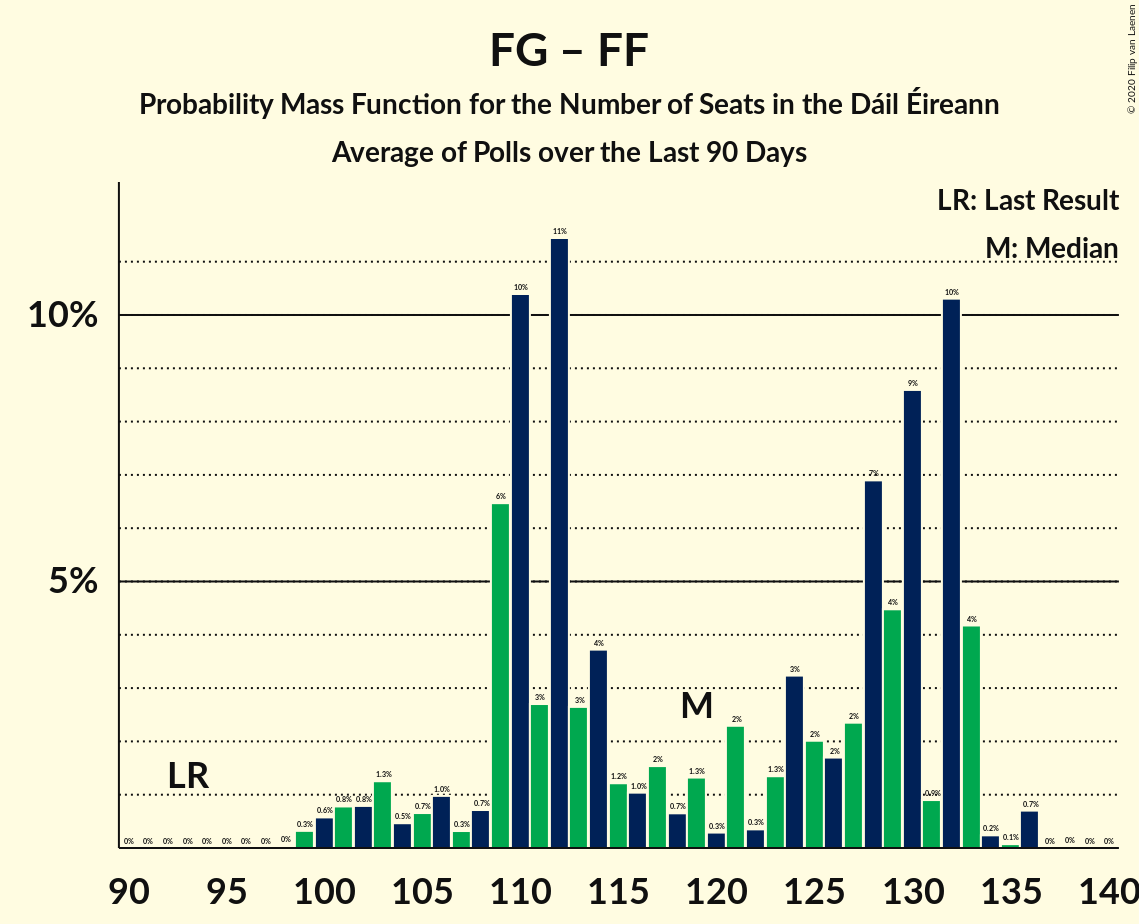 FG – FF
Probability Mass Function for the Number of Seats in the Dáil Éireann
Average of Polls over the Last 90 Days
© 2020 Filip van Laenen
LR: Last Result
M: Median
10%
5%
LR
M
0% 0% 0% 0% 0% 0% 0% 0% 0% 0.3% 0.6% 0.8% 0.8% 1.3% 0.5% 0.7% 1.0% 0.3% 0.7% 6% 10% 3% 11% 3% 4% 1.2% 1.0% 2% 0.7% 1.3% 0.3% 2% 0.3% 1.3% 3% 2% 2% 2% 7% 4% 9% 0.9% 10% 4% 0.2% 0.1% 0.7% 0% 0% 0% 0%
90 95 100 105 110 115 120 125 130 135 140